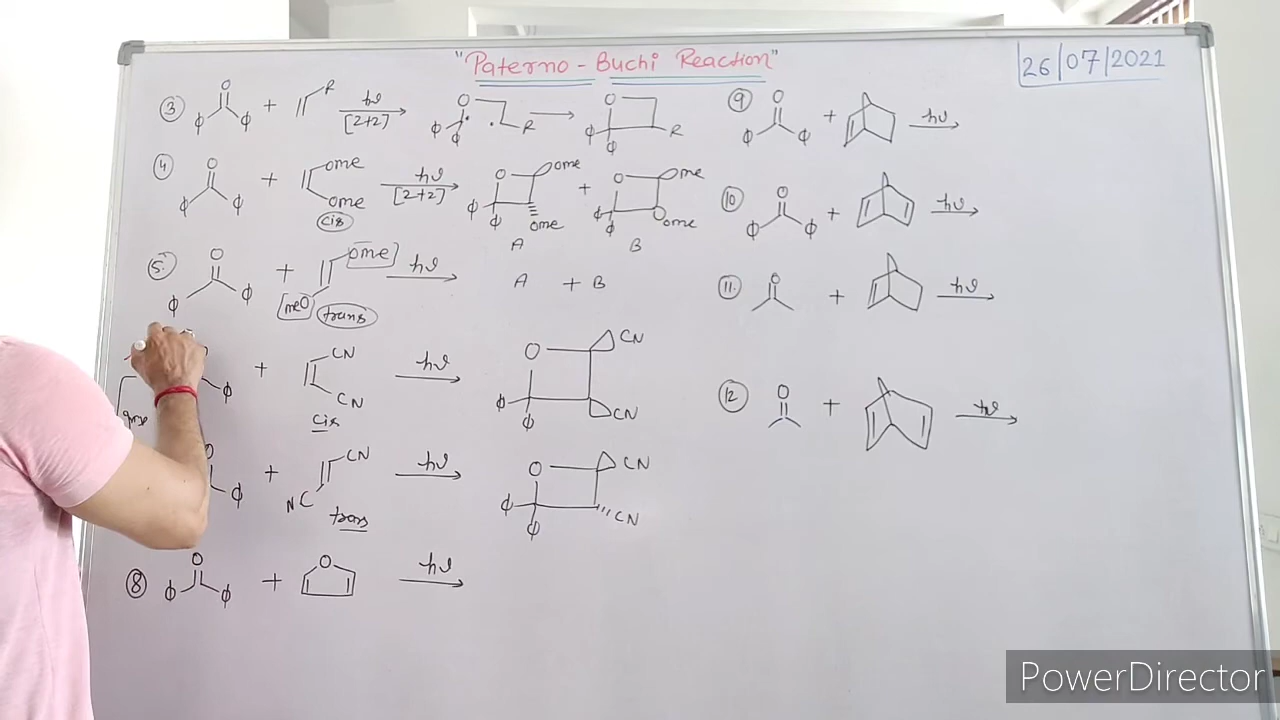 "Paterno - Buchi Reaction"
26/07/2021
③ O Φ Φ + R hν [2+2] O Φ Φ R O Φ Φ R
④ O Φ Φ + OMe OMe cis hν [2+2] O Φ Φ OMe OMe A + O Φ Φ OMe OMe B
⑤ O Φ Φ + OMe MeO trans hν A + B
Φ + CN CN cis hν O Φ Φ CN CN
Φ + CN NC trans hν O Φ Φ CN CN
⑧ O Φ Φ + O hν
⑨ O Φ Φ + hν
⑩ O Φ Φ + hν
⑪ O + hν
⑫ O + hν
PowerDirector